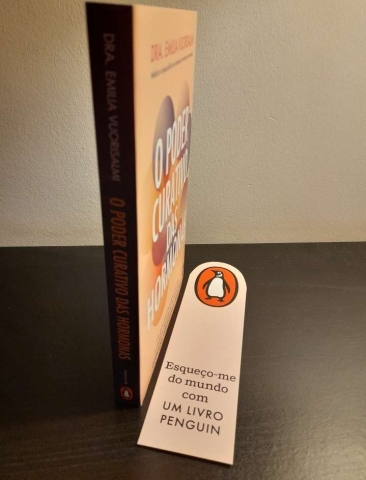 DRA. EMILIA VUORISALMI
O PODER CURATIVO DAS HORMONAS
DRA. EMILIA VUORISALMI
O PODER
CURATIVO
DAS
HORMONAS
Esqueço-me
do mundo
com
UM LIVRO
PENGUIN